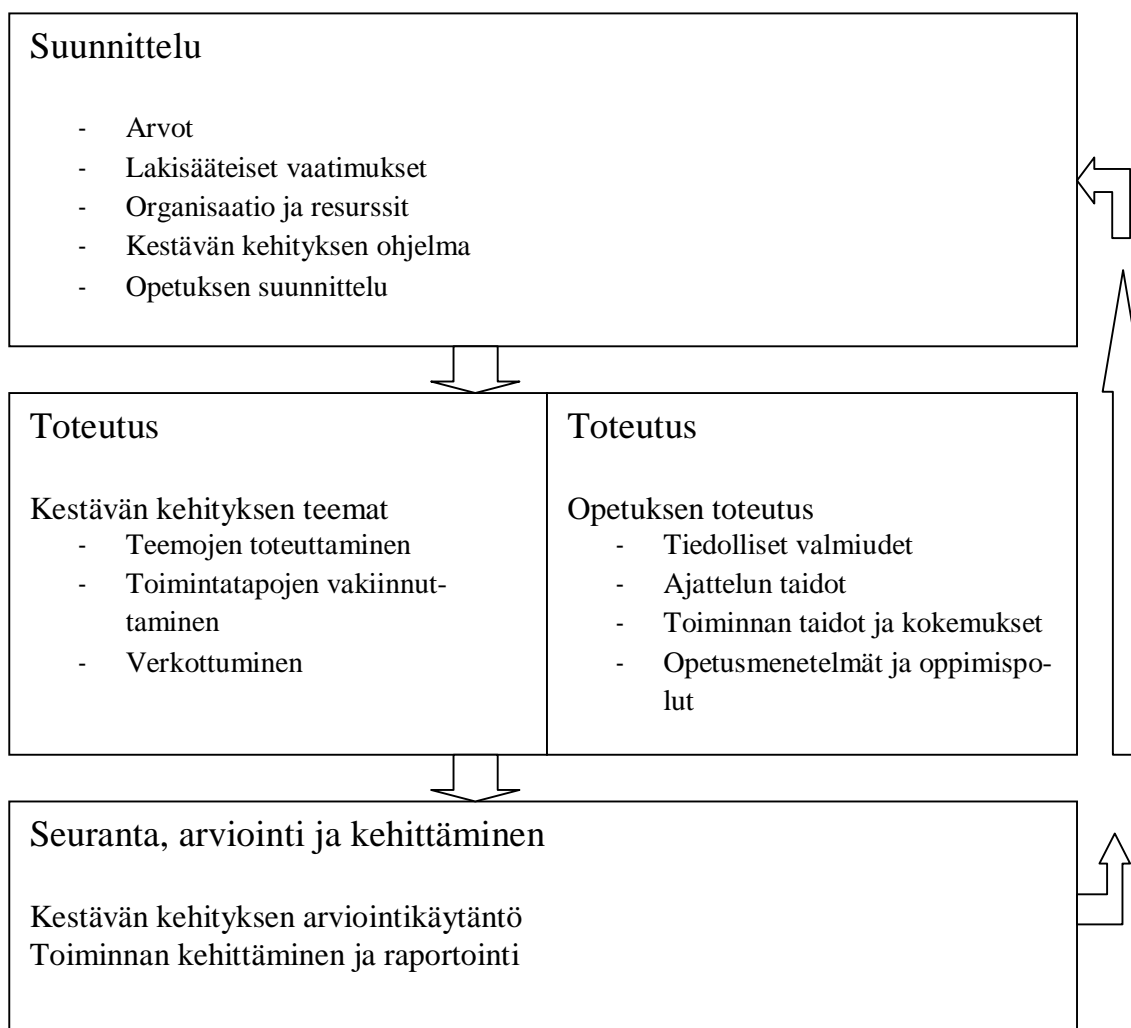 Suunnittelu
- Arvot
- Lakisääteiset vaatimukset
- Organisaatio ja resurssit
- Kestävän kehityksen ohjelma
- Opetuksen suunnittelu
Toteutus
Kestävän kehityksen teemat
- Teemojen toteuttaminen
- Toimintatapojen vakiinnut-
taminen
- Verkottuminen
Toteutus
Opetuksen toteutus
- Tiedolliset valmiudet
- Ajattelun taidot
- Toiminnan taidot ja kokemukset
- Opetusmenetelmät ja oppimispo-
lut
Seuranta, arviointi ja kehittäminen
Kestävän kehityksen arviointikäytäntö
Toiminnan kehittäminen ja raportointi